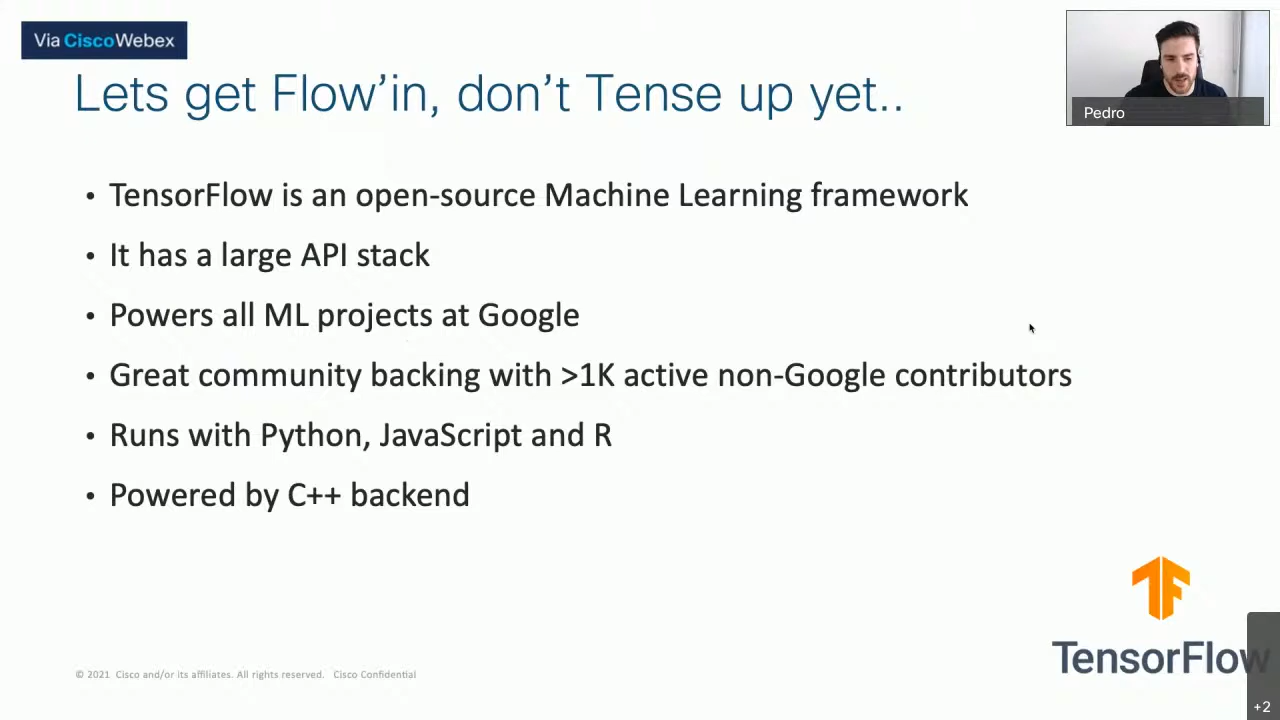 Via CiscoWebex
Lets get Flow’in, don’t Tense up yet..
Pedro
• TensorFlow is an open-source Machine Learning framework
• It has a large API stack
• Powers all ML projects at Google
• Great community backing with >1K active non-Google contributors
• Runs with Python, JavaScript and R
• Powered by C++ backend
TensorFlow
© 2021 Cisco and/or its affiliates. All rights reserved. Cisco Confidential
+2